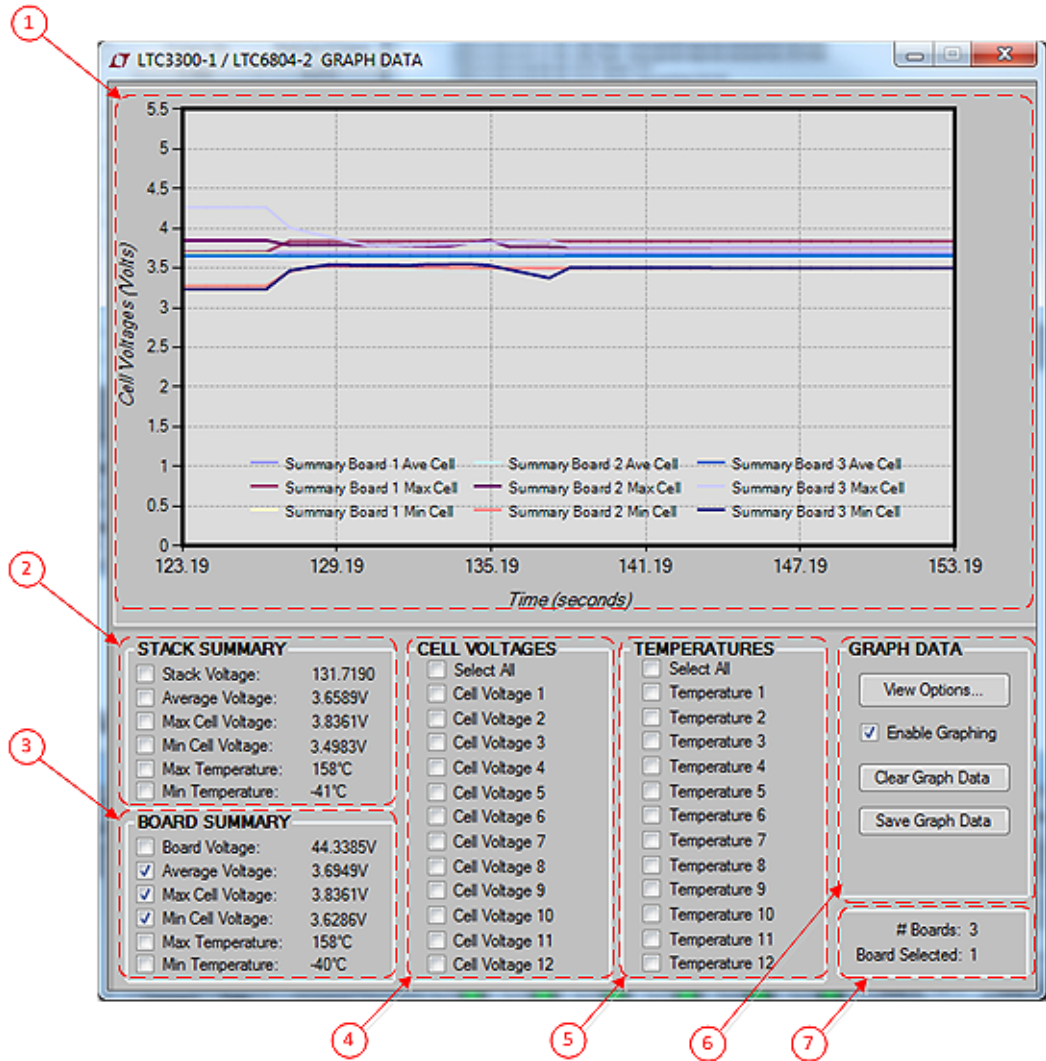 1
LTC3300-1 / LTC6804-2 GRAPH DATA
5.5
5
4.5
4
3.5
3
2.5
2
1.5
1
0.5
0
Cell Voltages (Volts)
Summary Board 1 Ave Cell Summary Board 2 Ave Cell Summary Board 3 Ave Cell
Summary Board 1 Max Cell Summary Board 2 Max Cell Summary Board 3 Max Cell
Summary Board 1 Min Cell Summary Board 2 Min Cell Summary Board 3 Min Cell
123.19 129.19 135.19 141.19 147.19 153.19
Time (seconds)
2
STACK SUMMARY
Stack Voltage: 131.7190
Average Voltage: 3.6589V
Max Cell Voltage: 3.8361V
Min Cell Voltage: 3.4983V
Max Temperature: 158°C
Min Temperature: -41°C
3
BOARD SUMMARY
Board Voltage: 44.3385V
Average Voltage: 3.6949V
Max Cell Voltage: 3.8361V
Min Cell Voltage: 3.6286V
Max Temperature: 158°C
Min Temperature: -40°C
CELL VOLTAGES
Select All
Cell Voltage 1
Cell Voltage 2
Cell Voltage 3
Cell Voltage 4
Cell Voltage 5
Cell Voltage 6
Cell Voltage 7
Cell Voltage 8
Cell Voltage 9
Cell Voltage 10
Cell Voltage 11
Cell Voltage 12
TEMPERATURES
Select All
Temperature 1
Temperature 2
Temperature 3
Temperature 4
Temperature 5
Temperature 6
Temperature 7
Temperature 8
Temperature 9
Temperature 10
Temperature 11
Temperature 12
GRAPH DATA
View Options...
Enable Graphing
Clear Graph Data
Save Graph Data
# Boards: 3
Board Selected: 1
4
5
6
7